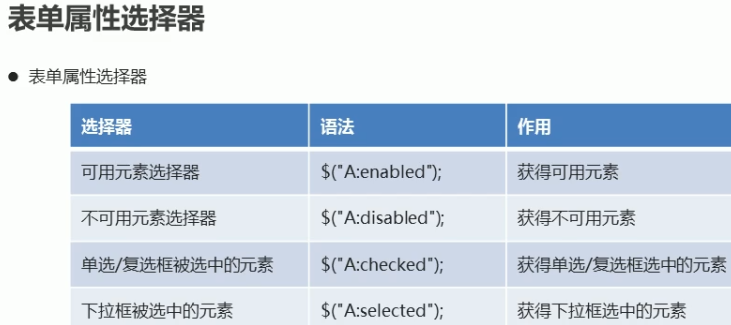 表单属性选择器
● 表单属性选择器
选择器 语法 作用
可用元素选择器 $("A:enabled"); 获得可用元素
不可用元素选择器 $("A:disabled"); 获得不可用元素
单选/复选框被选中的元素 $("A:checked"); 获得单选/复选框选中的元素
下拉框被选中的元素 $("A:selected"); 获得下拉框选中的元素